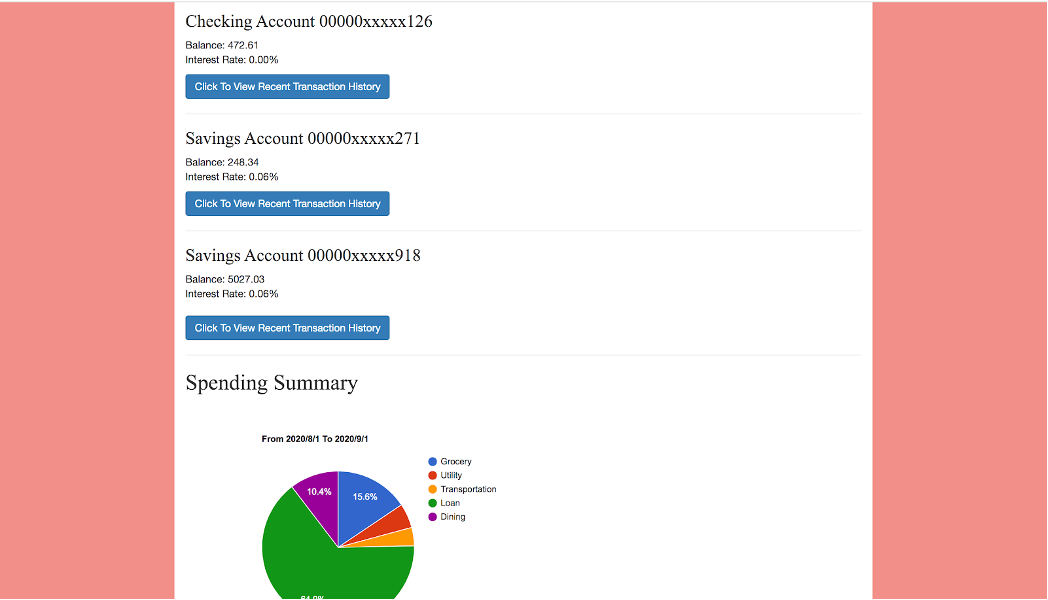 Checking Account 00000xxxxx126
Balance: 472.61
Interest Rate: 0.00%
Click To View Recent Transaction History
Savings Account 00000xxxxx271
Balance: 248.34
Interest Rate: 0.06%
Click To View Recent Transaction History
Savings Account 00000xxxxx918
Balance: 5027.03
Interest Rate: 0.06%
Click To View Recent Transaction History
Spending Summary
From 2020/8/1 To 2020/9/1
Grocery
Utility
Transportation
Loan
Dining
10.4%
15.6%